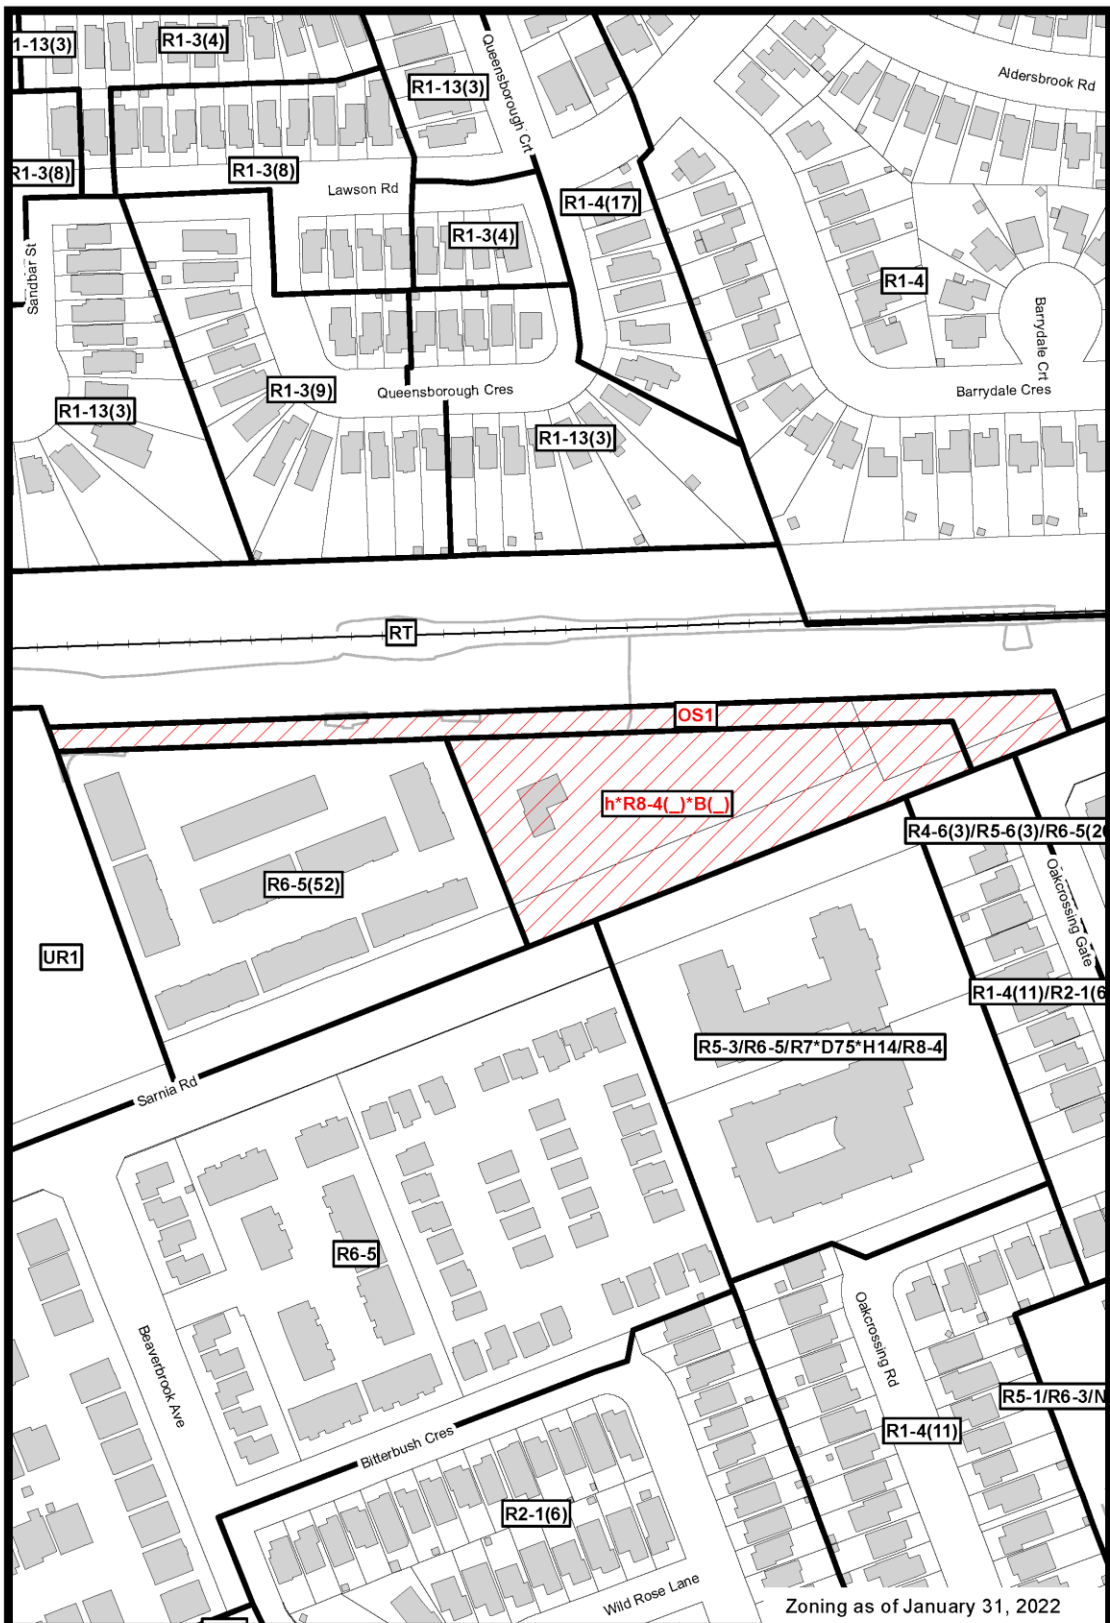 1-13(3)
R1-3(4)
R1-13(3)
Queensborough Crt
Aldersbrook Rd
R1-3(8)
R1-3(8)
Lawson Rd
R1-4(17)
R1-3(4)
Sandbar St
R1-4
Barrydale Crt
R1-3(9)
Queensborough Cres
Barrydale Cres
R1-13(3)
R1-13(3)
RT
OS1
h*R8-4(_)*B(_)
R4-6(3)/R5-6(3)/R6-5(2
R6-5(52)
Oakcrossing Gate
UR1
R1-4(11)/R2-1(6
R5-3/R6-5/R7*D75*H14/R8-4
Sarnia Rd
R6-5
Oakcrossing Rd
Beaverbrook Ave
R5-1/R6-3/N
R1-4(11)
Bitterbush Cres
R2-1(6)
Wild Rose Lane
Zoning as of January 31, 2022